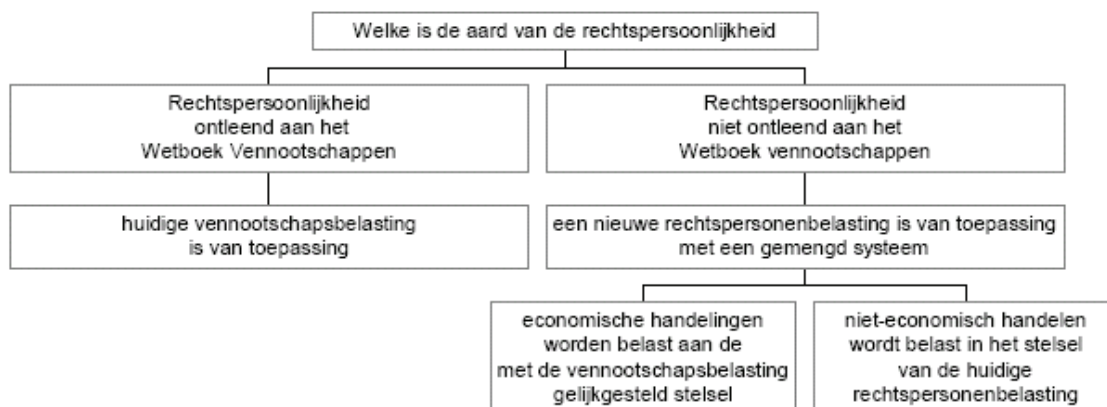 Welke is de aard van de rechtspersoonlijkheid
Rechtspersoonlijkheid
ontleend aan het
Wetboek Vennootschappen
Rechtspersoonlijkheid
niet ontleend aan het
Wetboek vennootschappen
huidige vennootschapsbelasting
is van toepassing
een nieuwe rechtspersonenbelasting is van toepassing
met een gemengd systeem
economische handelingen
worden belast aan de
met de vennootschapsbelasting
gelijkgesteld stelsel
niet-economisch handelen
wordt belast in het stelsel
van de huidige
rechtspersonenbelasting